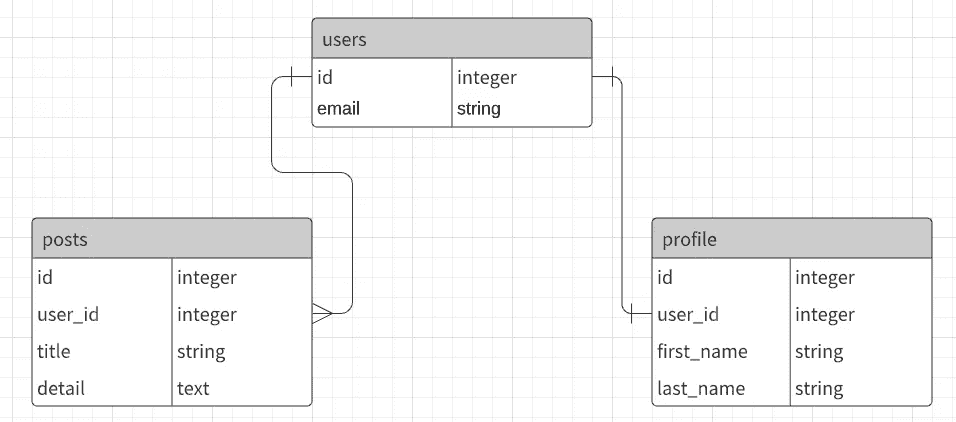 users
id integer
email string
posts
id integer
user_id integer
title string
detail text
profile
id integer
user_id integer
first_name string
last_name string